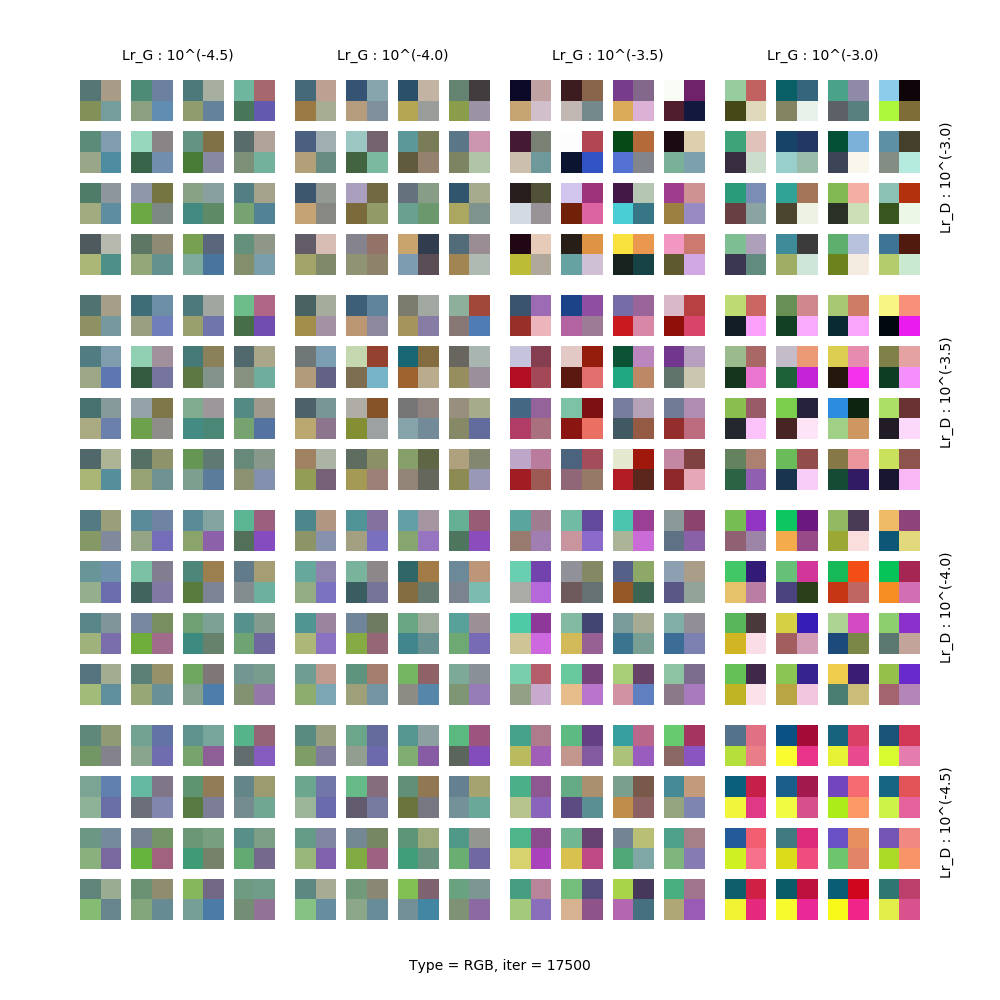 Lr_G : 10^(-4.5)
Lr_G : 10^(-4.0)
Lr_G : 10^(-3.5)
Lr_G : 10^(-3.0)
Lr_D : 10^(-3.0)
Lr_D : 10^(-3.5)
Lr_D : 10^(-4.0)
Lr_D : 10^(-4.5)
Type = RGB, iter = 17500